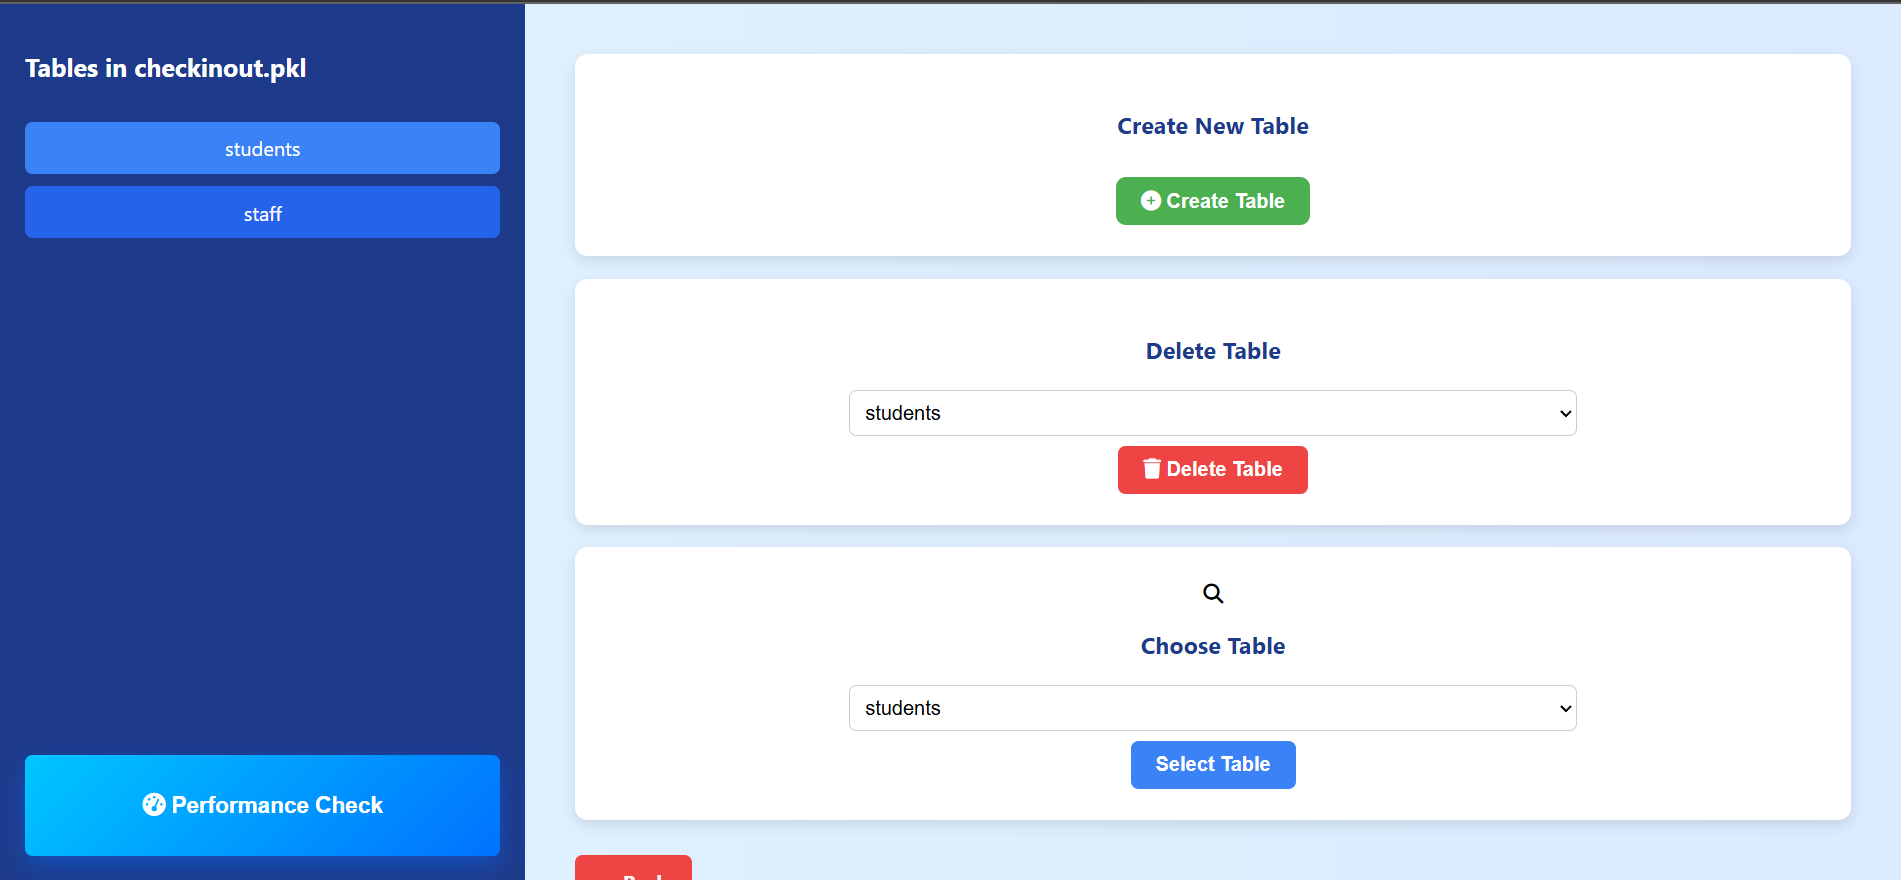 Tables in checkinout.pkl
students
staff
Performance Check
Create New Table
Create Table
Delete Table
students
Delete Table
Choose Table
students
Select Table